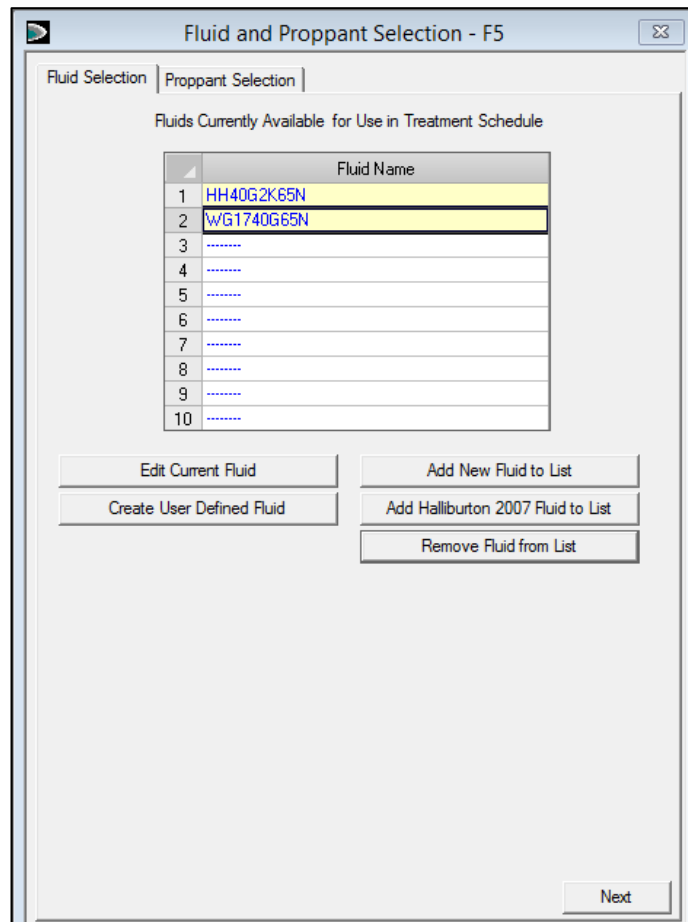 Fluid and Proppant Selection - F5
Fluid Selection Proppant Selection
Fluids Currently Available for Use in Treatment Schedule
Fluid Name
1 HH40G2K65N
2 WG1740G65N
3 --------
4 --------
5 --------
6 --------
7 --------
8 --------
9 --------
10 --------
Edit Current Fluid Add New Fluid to List
Create User Defined Fluid Add Halliburton 2007 Fluid to List
Remove Fluid from List
Next